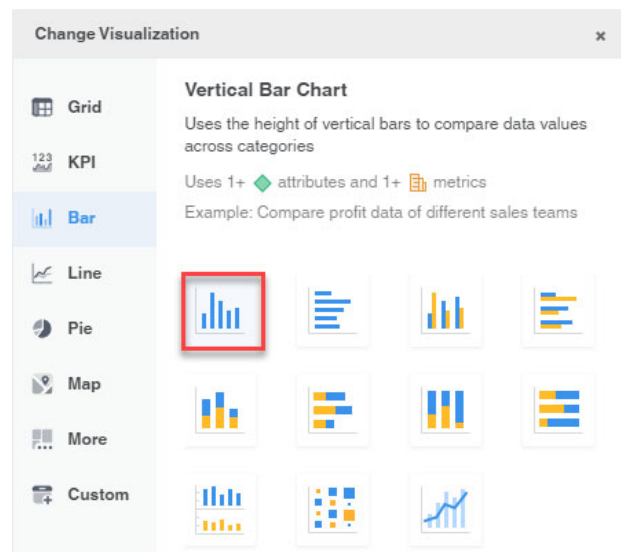 Change Visualization
×
Grid
123
KPI
Bar
Line
Pie
Map
More
Custom
Vertical Bar Chart
Uses the height of vertical bars to compare data values
across categories
Uses 1+ attributes and 1+ metrics
Example: Compare profit data of different sales teams